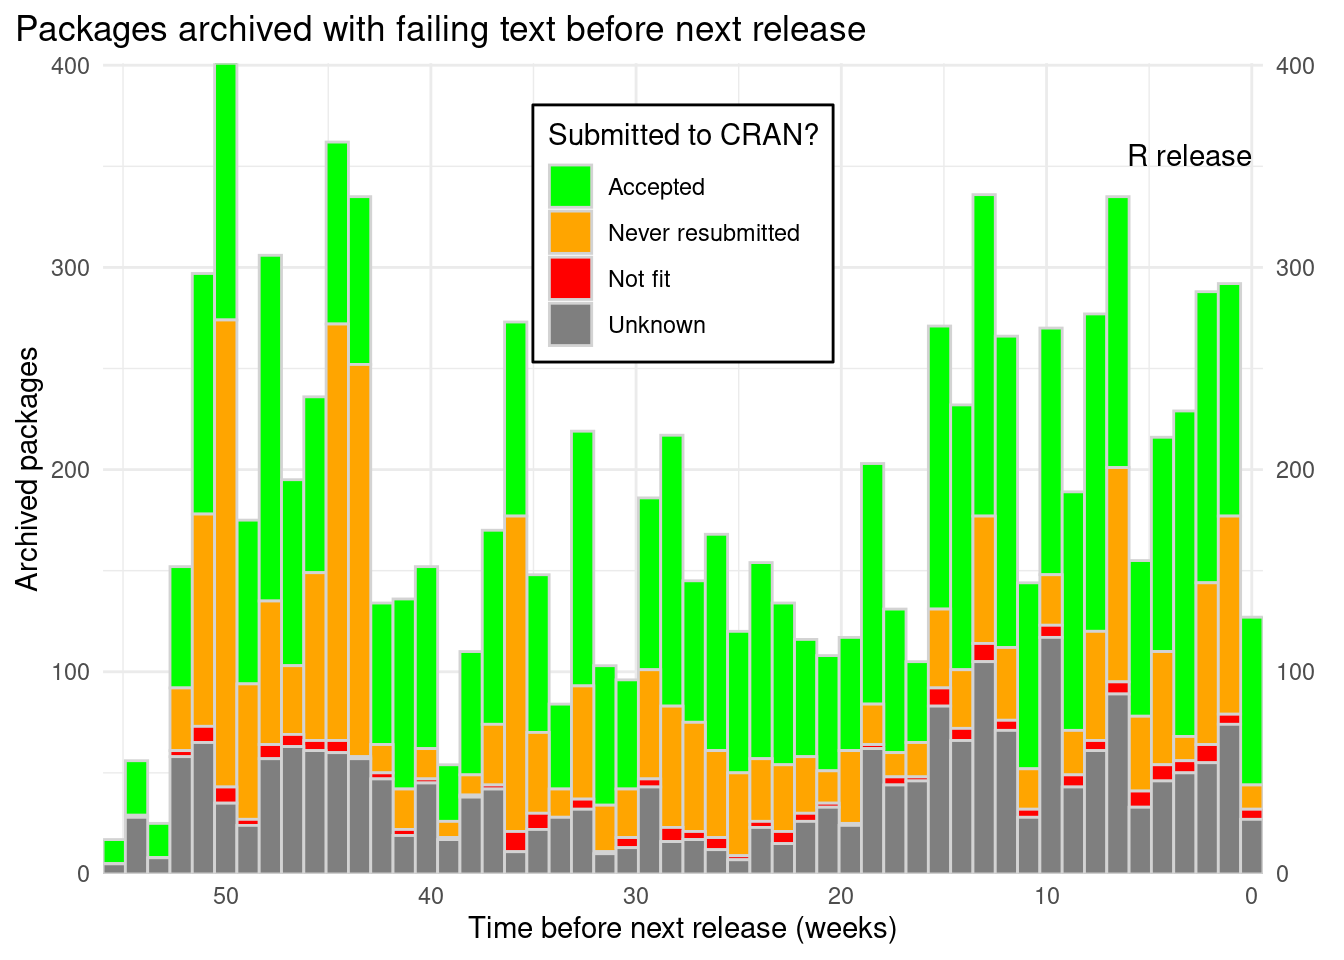 Packages archived with failing text before next release
400
300
200
100
0
400
300
200
100
0
Archived packages
Submitted to CRAN?
Accepted
Never resubmitted
Not fit
Unknown
R release
50 40 30 20 10 0
Time before next release (weeks)